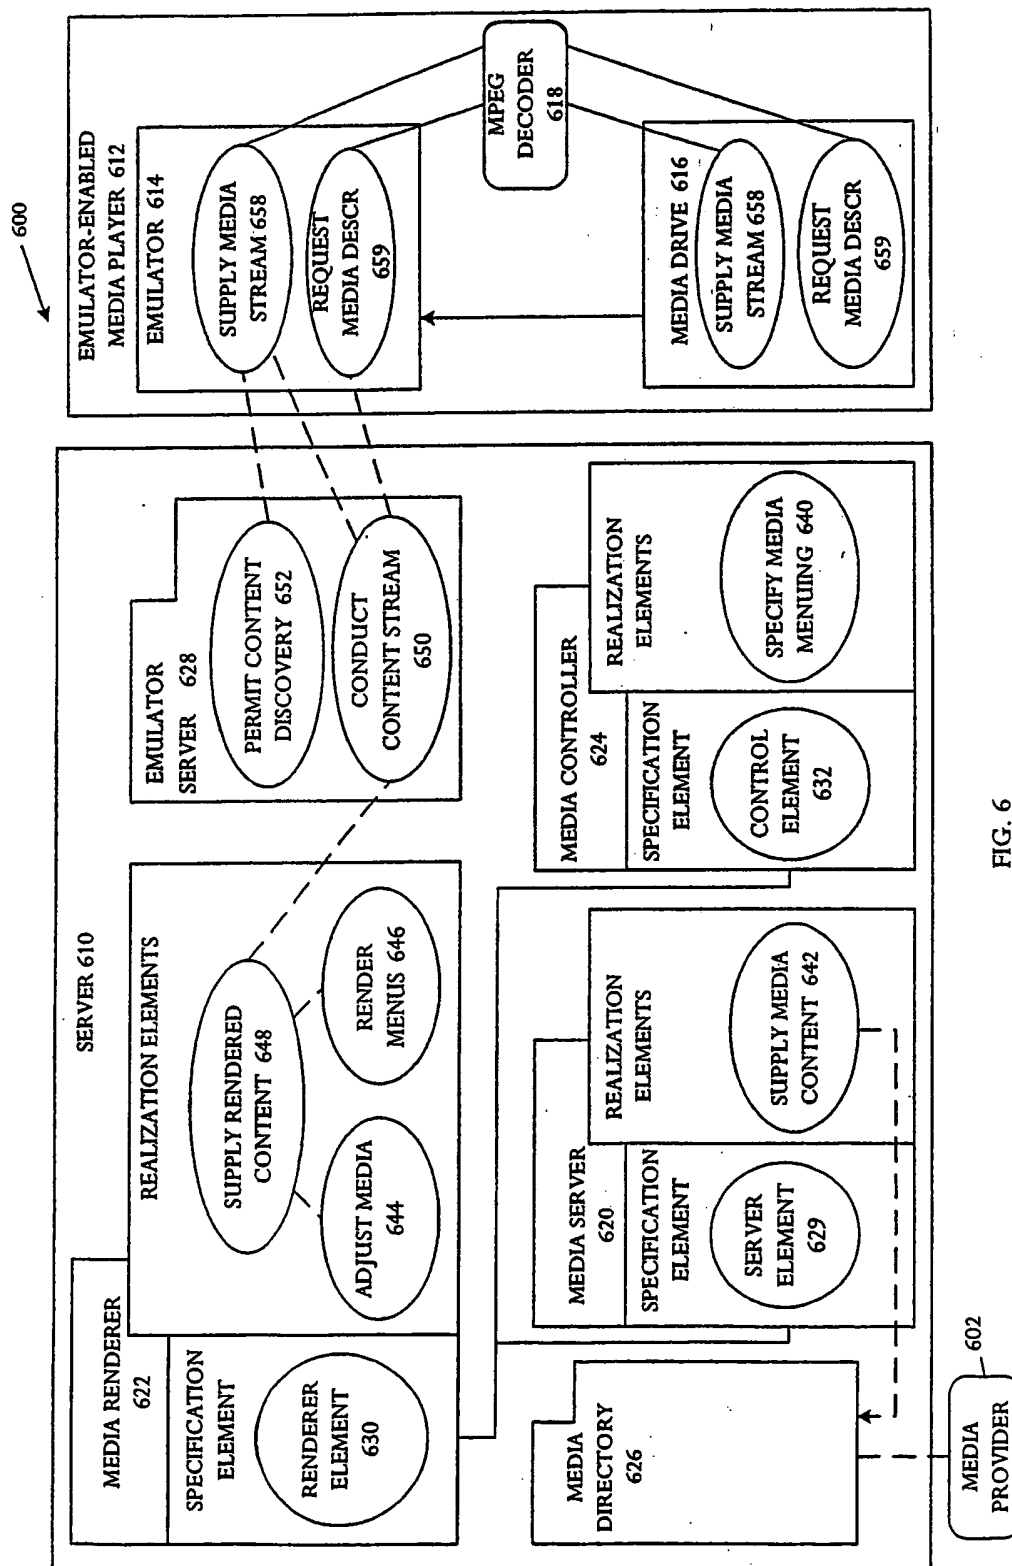 600
SERVER 610
MEDIA RENDERER
622
SPECIFICATION
ELEMENT
RENDERER
ELEMENT
630
REALIZATION ELEMENTS
SUPPLY RENDERED
CONTENT 648
ADJUST MEDIA
644
RENDER
MENUS 646
EMULATOR
SERVER 628
PERMIT CONTENT
DISCOVERY 652
CONDUCT
CONTENT STREAM
650
EMULATOR-ENABLED
MEDIA PLAYER 612
EMULATOR 614
SUPPLY MEDIA
STREAM 658
REQUEST
MEDIA DESCR
659
MPEG
DECODER
618
MEDIA DRIVE 616
SUPPLY MEDIA
STREAM 658
REQUEST
MEDIA DESCR
659
MEDIA
DIRECTORY
626
MEDIA SERVER
620
SPECIFICATION
ELEMENT
SERVER
ELEMENT
629
REALIZATION
ELEMENTS
SUPPLY MEDIA
CONTENT 642
MEDIA CONTROLLER
624
SPECIFICATION
ELEMENT
CONTROL
ELEMENT
632
REALIZATION
ELEMENTS
SPECIFY MEDIA
MENUING 640
MEDIA
PROVIDER
602
FIG. 6